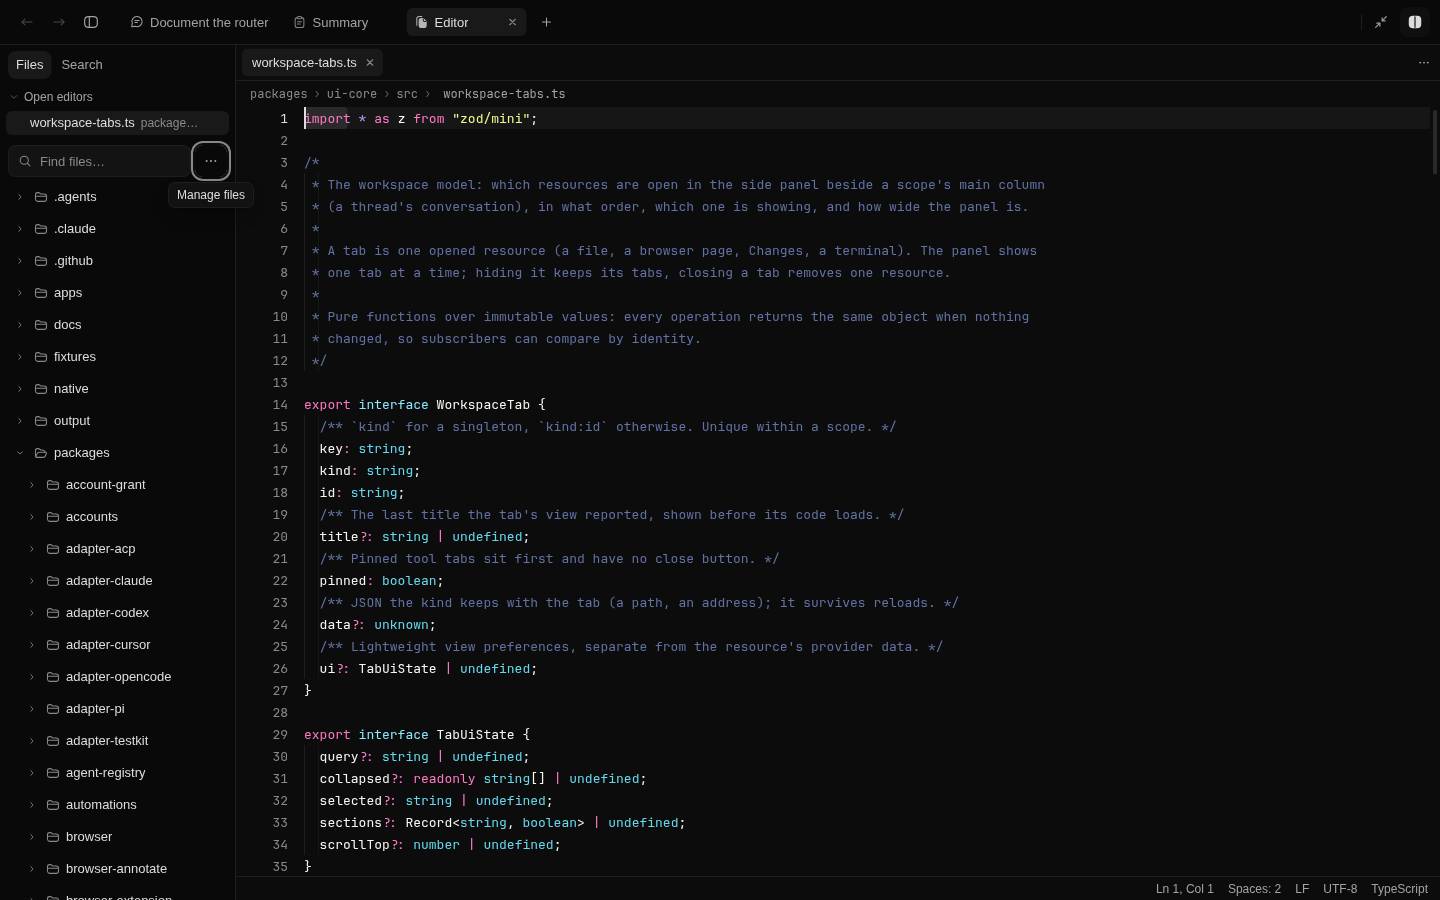 Document the router
Summary
Editor
Files
Search
workspace-tabs.ts
Open editors
workspace-tabs.ts package…
Find files…
Manage files
.agents
.claude
.github
apps
docs
fixtures
native
output
packages
account-grant
accounts
adapter-acp
adapter-claude
adapter-codex
adapter-cursor
adapter-opencode
adapter-pi
adapter-testkit
agent-registry
automations
browser
browser-annotate
browser-extension
packages › ui-core › src › workspace-tabs.ts
1 import * as z from "zod/mini";
2
3 /*
4  * The workspace model: which resources are open in the side panel beside a scope's main column
5  * (a thread's conversation), in what order, which one is showing, and how wide the panel is.
6  *
7  * A tab is one opened resource (a file, a browser page, Changes, a terminal). The panel shows
8  * one tab at a time; hiding it keeps its tabs, closing a tab removes one resource.
9  *
10  * Pure functions over immutable values: every operation returns the same object when nothing
11  * changed, so subscribers can compare by identity.
12  */
13
14 export interface WorkspaceTab {
15   /** `kind` for a singleton, `kind:id` otherwise. Unique within a scope. */
16   key: string;
17   kind: string;
18   id: string;
19   /** The last title the tab's view reported, shown before its code loads. */
20   title?: string | undefined;
21   /** Pinned tool tabs sit first and have no close button. */
22   pinned: boolean;
23   /** JSON the kind keeps with the tab (a path, an address); it survives reloads. */
24   data?: unknown;
25   /** Lightweight view preferences, separate from the resource's provider data. */
26   ui?: TabUiState | undefined;
27 }
28
29 export interface TabUiState {
30   query?: string | undefined;
31   collapsed?: readonly string[] | undefined;
32   selected?: string | undefined;
33   sections?: Record<string, boolean> | undefined;
34   scrollTop?: number | undefined;
35 }
Ln 1, Col 1 Spaces: 2 LF UTF-8 TypeScript